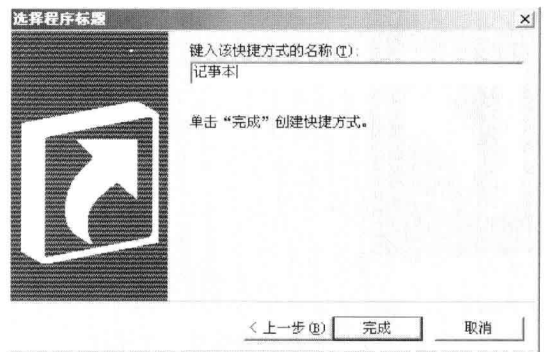 选择程序标题
键入该快捷方式的名称(T):
记事本
单击“完成”创建快捷方式。
<上一步(B)
完成
取消